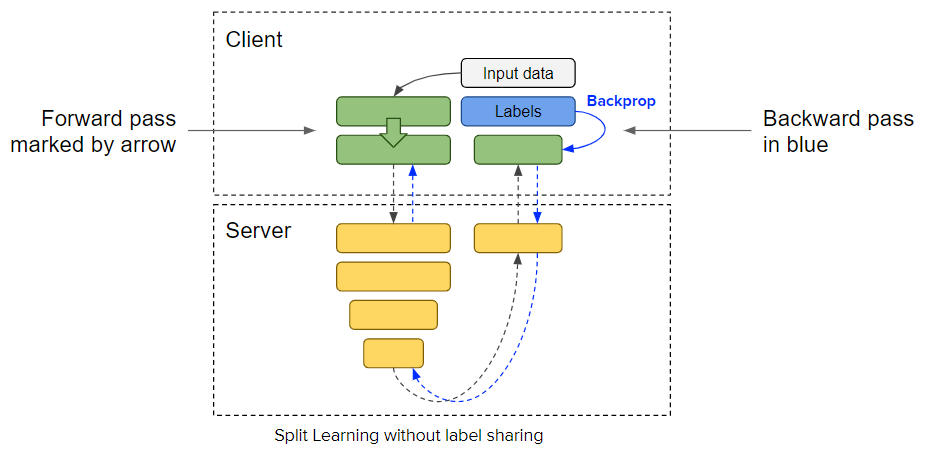 Client
Input data
Labels
Backprop
Forward pass
marked by arrow
Backward pass
in blue
Server
Split Learning without label sharing